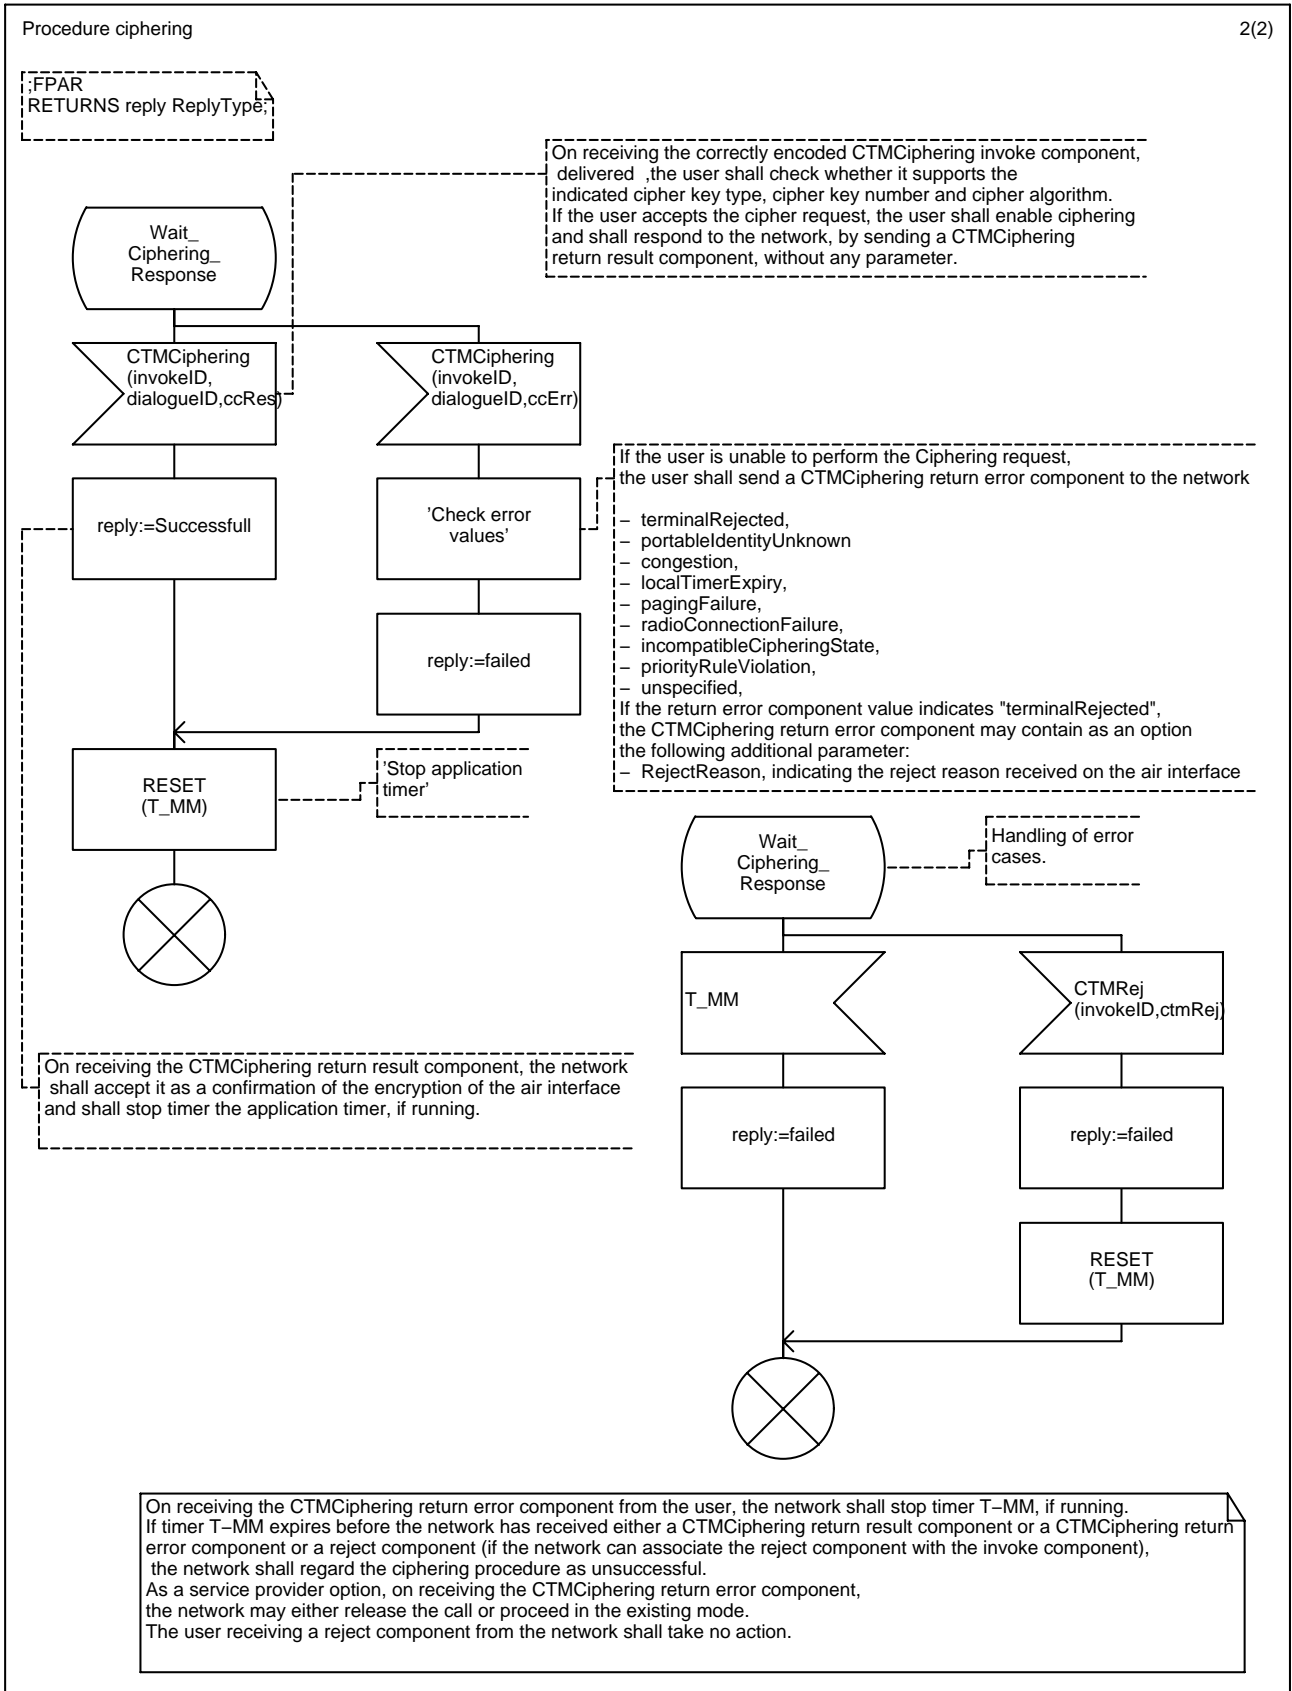 Procedure ciphering
2(2)
;FPAR
RETURNS reply ReplyType;
On receiving the correctly encoded CTMCiphering invoke component,
delivered  ,the user shall check whether it supports the
indicated cipher key type, cipher key number and cipher algorithm.
If the user accepts the cipher request, the user shall enable ciphering
and shall respond to the network, by sending a CTMCiphering
return result component, without any parameter.
Wait_
Ciphering_
Response
CTMCiphering
(invokeID,
dialogueID,ccRes)
CTMCiphering
(invokeID,
dialogueID,ccErr)
reply:=Successfull
'Check error
values'
If the user is unable to perform the Ciphering request,
the user shall send a CTMCiphering return error component to the network
– terminalRejected,
– portableIdentityUnknown
– congestion,
– localTimerExpiry,
– pagingFailure,
– radioConnectionFailure,
– incompatibleCipheringState,
– priorityRuleViolation,
– unspecified,
If the return error component value indicates "terminalRejected",
the CTMCiphering return error component may contain as an option
the following additional parameter:
– RejectReason, indicating the reject reason received on the air interface
reply:=failed
RESET
(T_MM)
'Stop application
timer'
Wait_
Ciphering_
Response
Handling of error
cases.
T_MM
CTMRej
(invokeID,ctmRej)
On receiving the CTMCiphering return result component, the network
shall accept it as a confirmation of the encryption of the air interface
and shall stop timer the application timer, if running.
reply:=failed
reply:=failed
RESET
(T_MM)
On receiving the CTMCiphering return error component from the user, the network shall stop timer T–MM, if running.
If timer T–MM expires before the network has received either a CTMCiphering return result component or a CTMCiphering return
error component or a reject component (if the network can associate the reject component with the invoke component),
the network shall regard the ciphering procedure as unsuccessful.
As a service provider option, on receiving the CTMCiphering return error component,
the network may either release the call or proceed in the existing mode.
The user receiving a reject component from the network shall take no action.